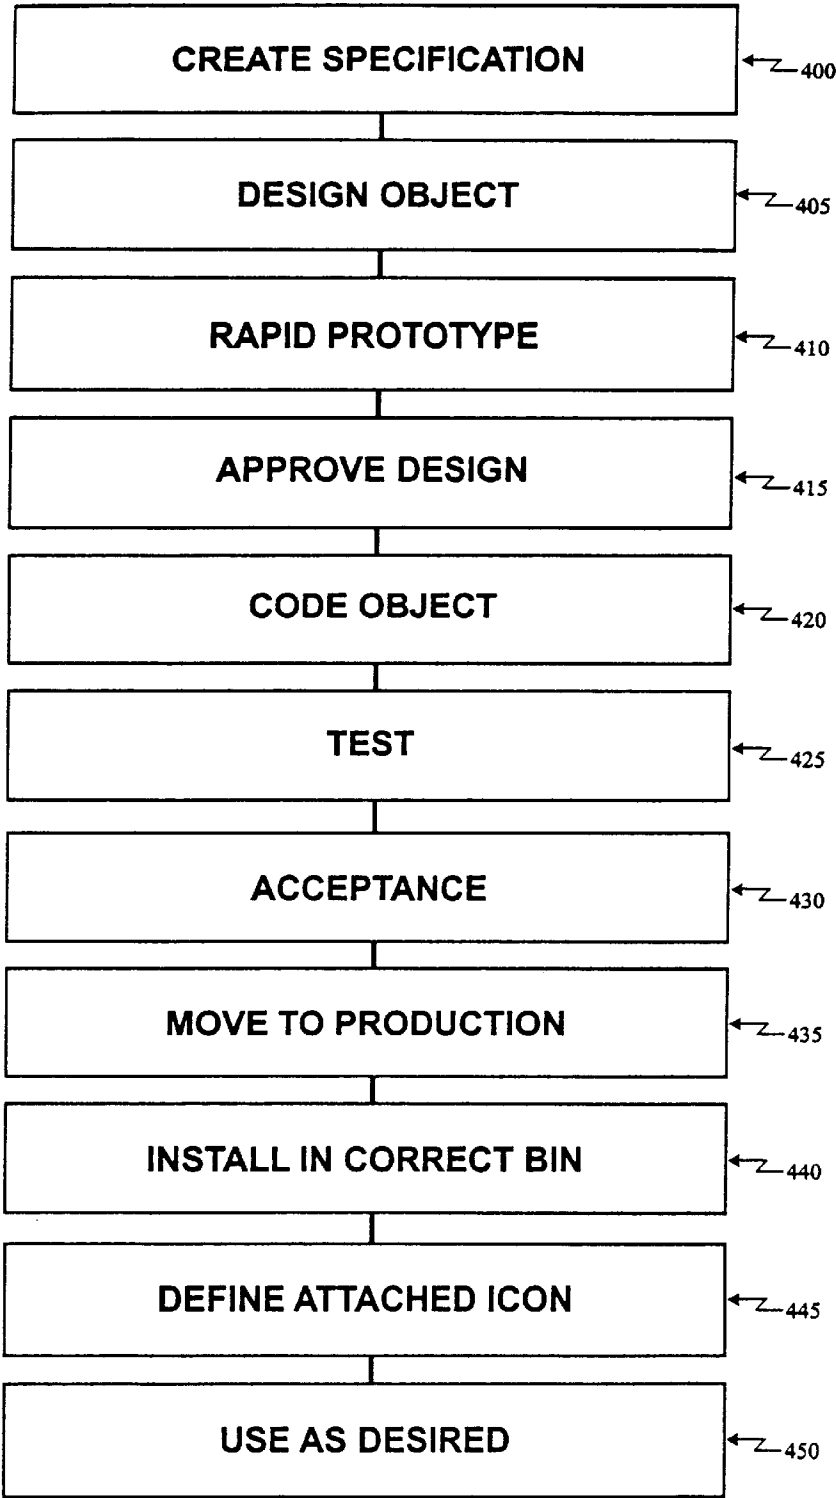 CREATE SPECIFICATION
400
DESIGN OBJECT
405
RAPID PROTOTYPE
410
APPROVE DESIGN
415
CODE OBJECT
420
TEST
425
ACCEPTANCE
430
MOVE TO PRODUCTION
435
INSTALL IN CORRECT BIN
440
DEFINE ATTACHED ICON
445
USE AS DESIRED
450